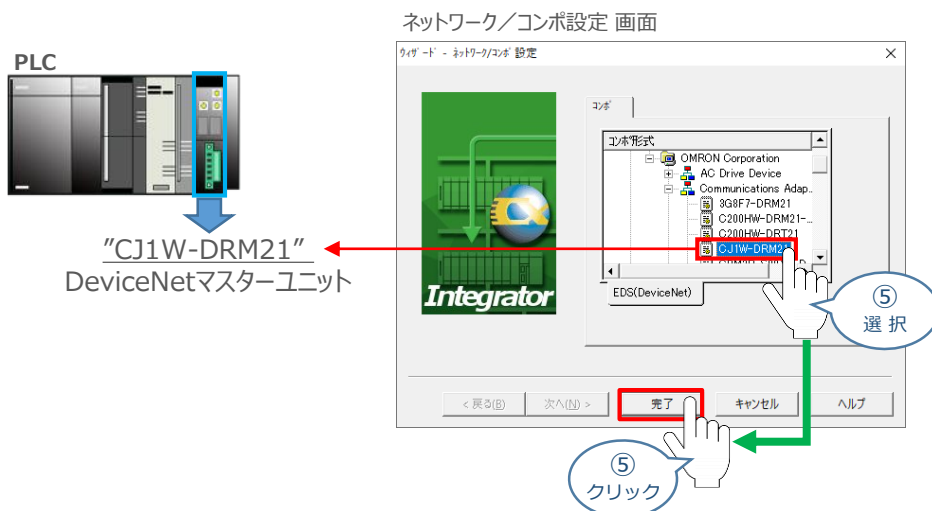 ネットワーク／コンポ設定 画面
PLC
ｳｨｻﾞｰﾄﾞ - ﾈｯﾄﾜｰｸ/ｺﾝﾎﾟ設定
ｺﾝﾎﾟ
ｺﾝﾎﾟ形式
OMRON Corporation
AC Drive Device
Communications Adap..
3G8F7-DRM21
C200HW-DRM21-..
C200HW-DRT21
CJ1W-DRM21
EDS(DeviceNet)
Integrator
"CJ1W-DRM21"
DeviceNetマスターユニット
⑤
選 択
< 戻る(B)
次へ(N) >
完了
キャンセル
ヘルプ
⑤
クリック